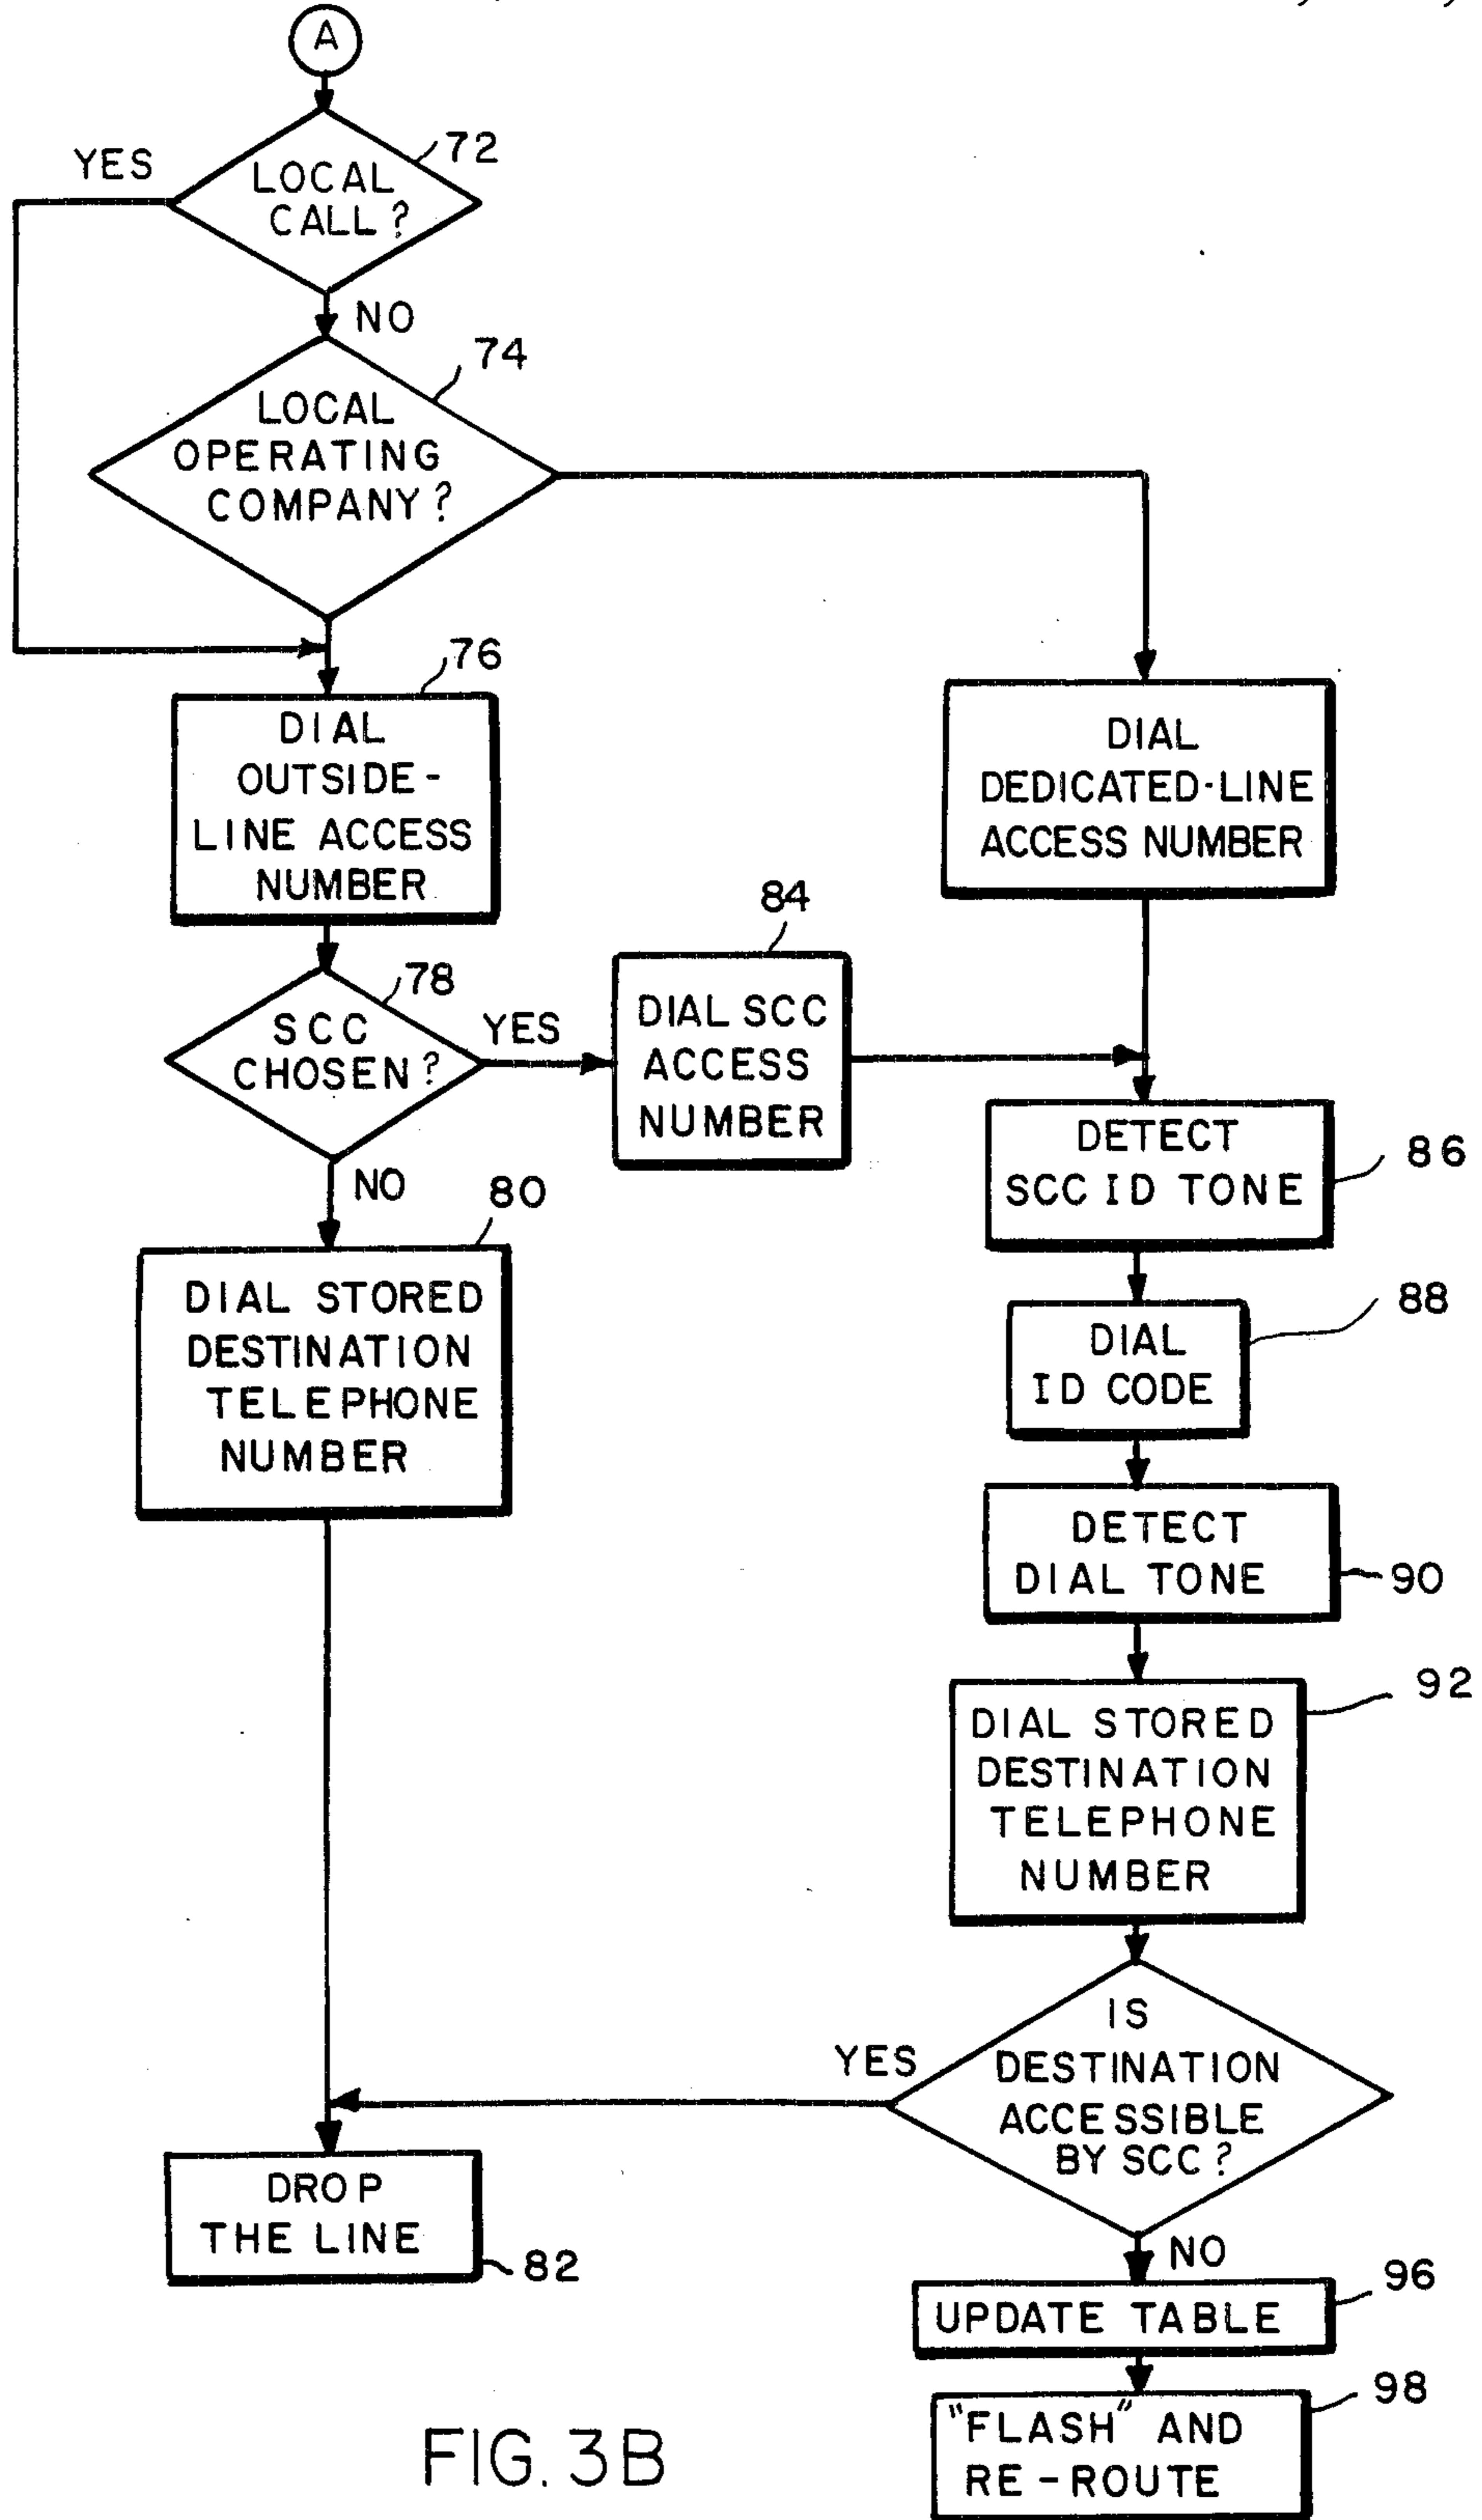 A
72
YES
LOCAL
CALL?
NO
74
LOCAL
OPERATING
COMPANY?
76
DIAL
OUTSIDE-
LINE ACCESS
NUMBER
DIAL
DEDICATED-LINE
ACCESS NUMBER
84
78
SCC
CHOSEN?
YES
DIAL SCC
ACCESS
NUMBER
DETECT
SCC ID TONE
86
NO
80
DIAL STORED
DESTINATION
TELEPHONE
NUMBER
88
DIAL
ID CODE
DETECT
DIAL TONE
90
92
DIAL STORED
DESTINATION
TELEPHONE
NUMBER
IS
DESTINATION
ACCESSIBLE
BY SCC?
YES
DROP
THE LINE
82
NO
96
UPDATE TABLE
98
"FLASH" AND
RE-ROUTE
FIG. 3B